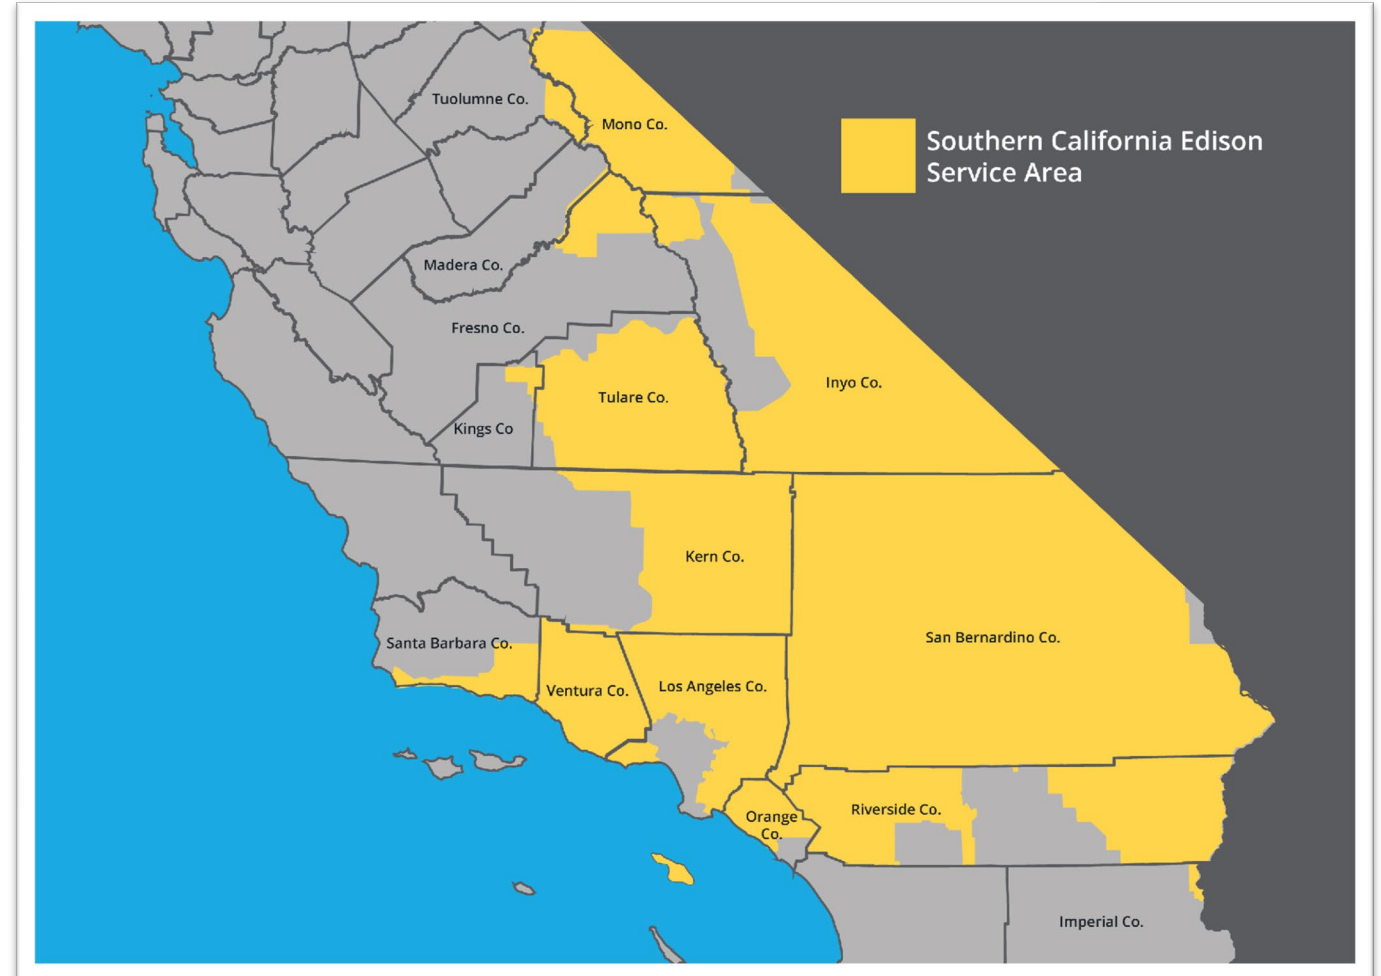 Tuolumne Co.
Mono Co.
Southern California Edison
Service Area
Madera Co.
Fresno Co.
Inyo Co.
Tulare Co.
Kings Co
Kern Co.
San Bernardino Co.
Santa Barbara Co.
Ventura Co.
Los Angeles Co.
Riverside Co.
Orange
Co.
Imperial Co.